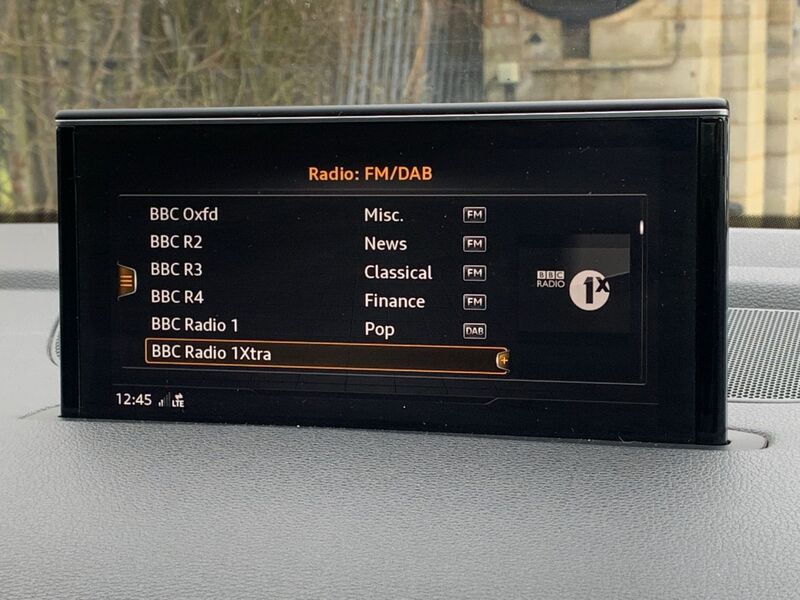 Radio: FM/DAB
BBC Oxfd Misc. FM
BBC R2 News FM
BBC R3 Classical FM
BBC R4 Finance FM
BBC Radio 1 Pop DAB
BBC Radio 1Xtra
BBC
RADIO
1X
12:45 LTE